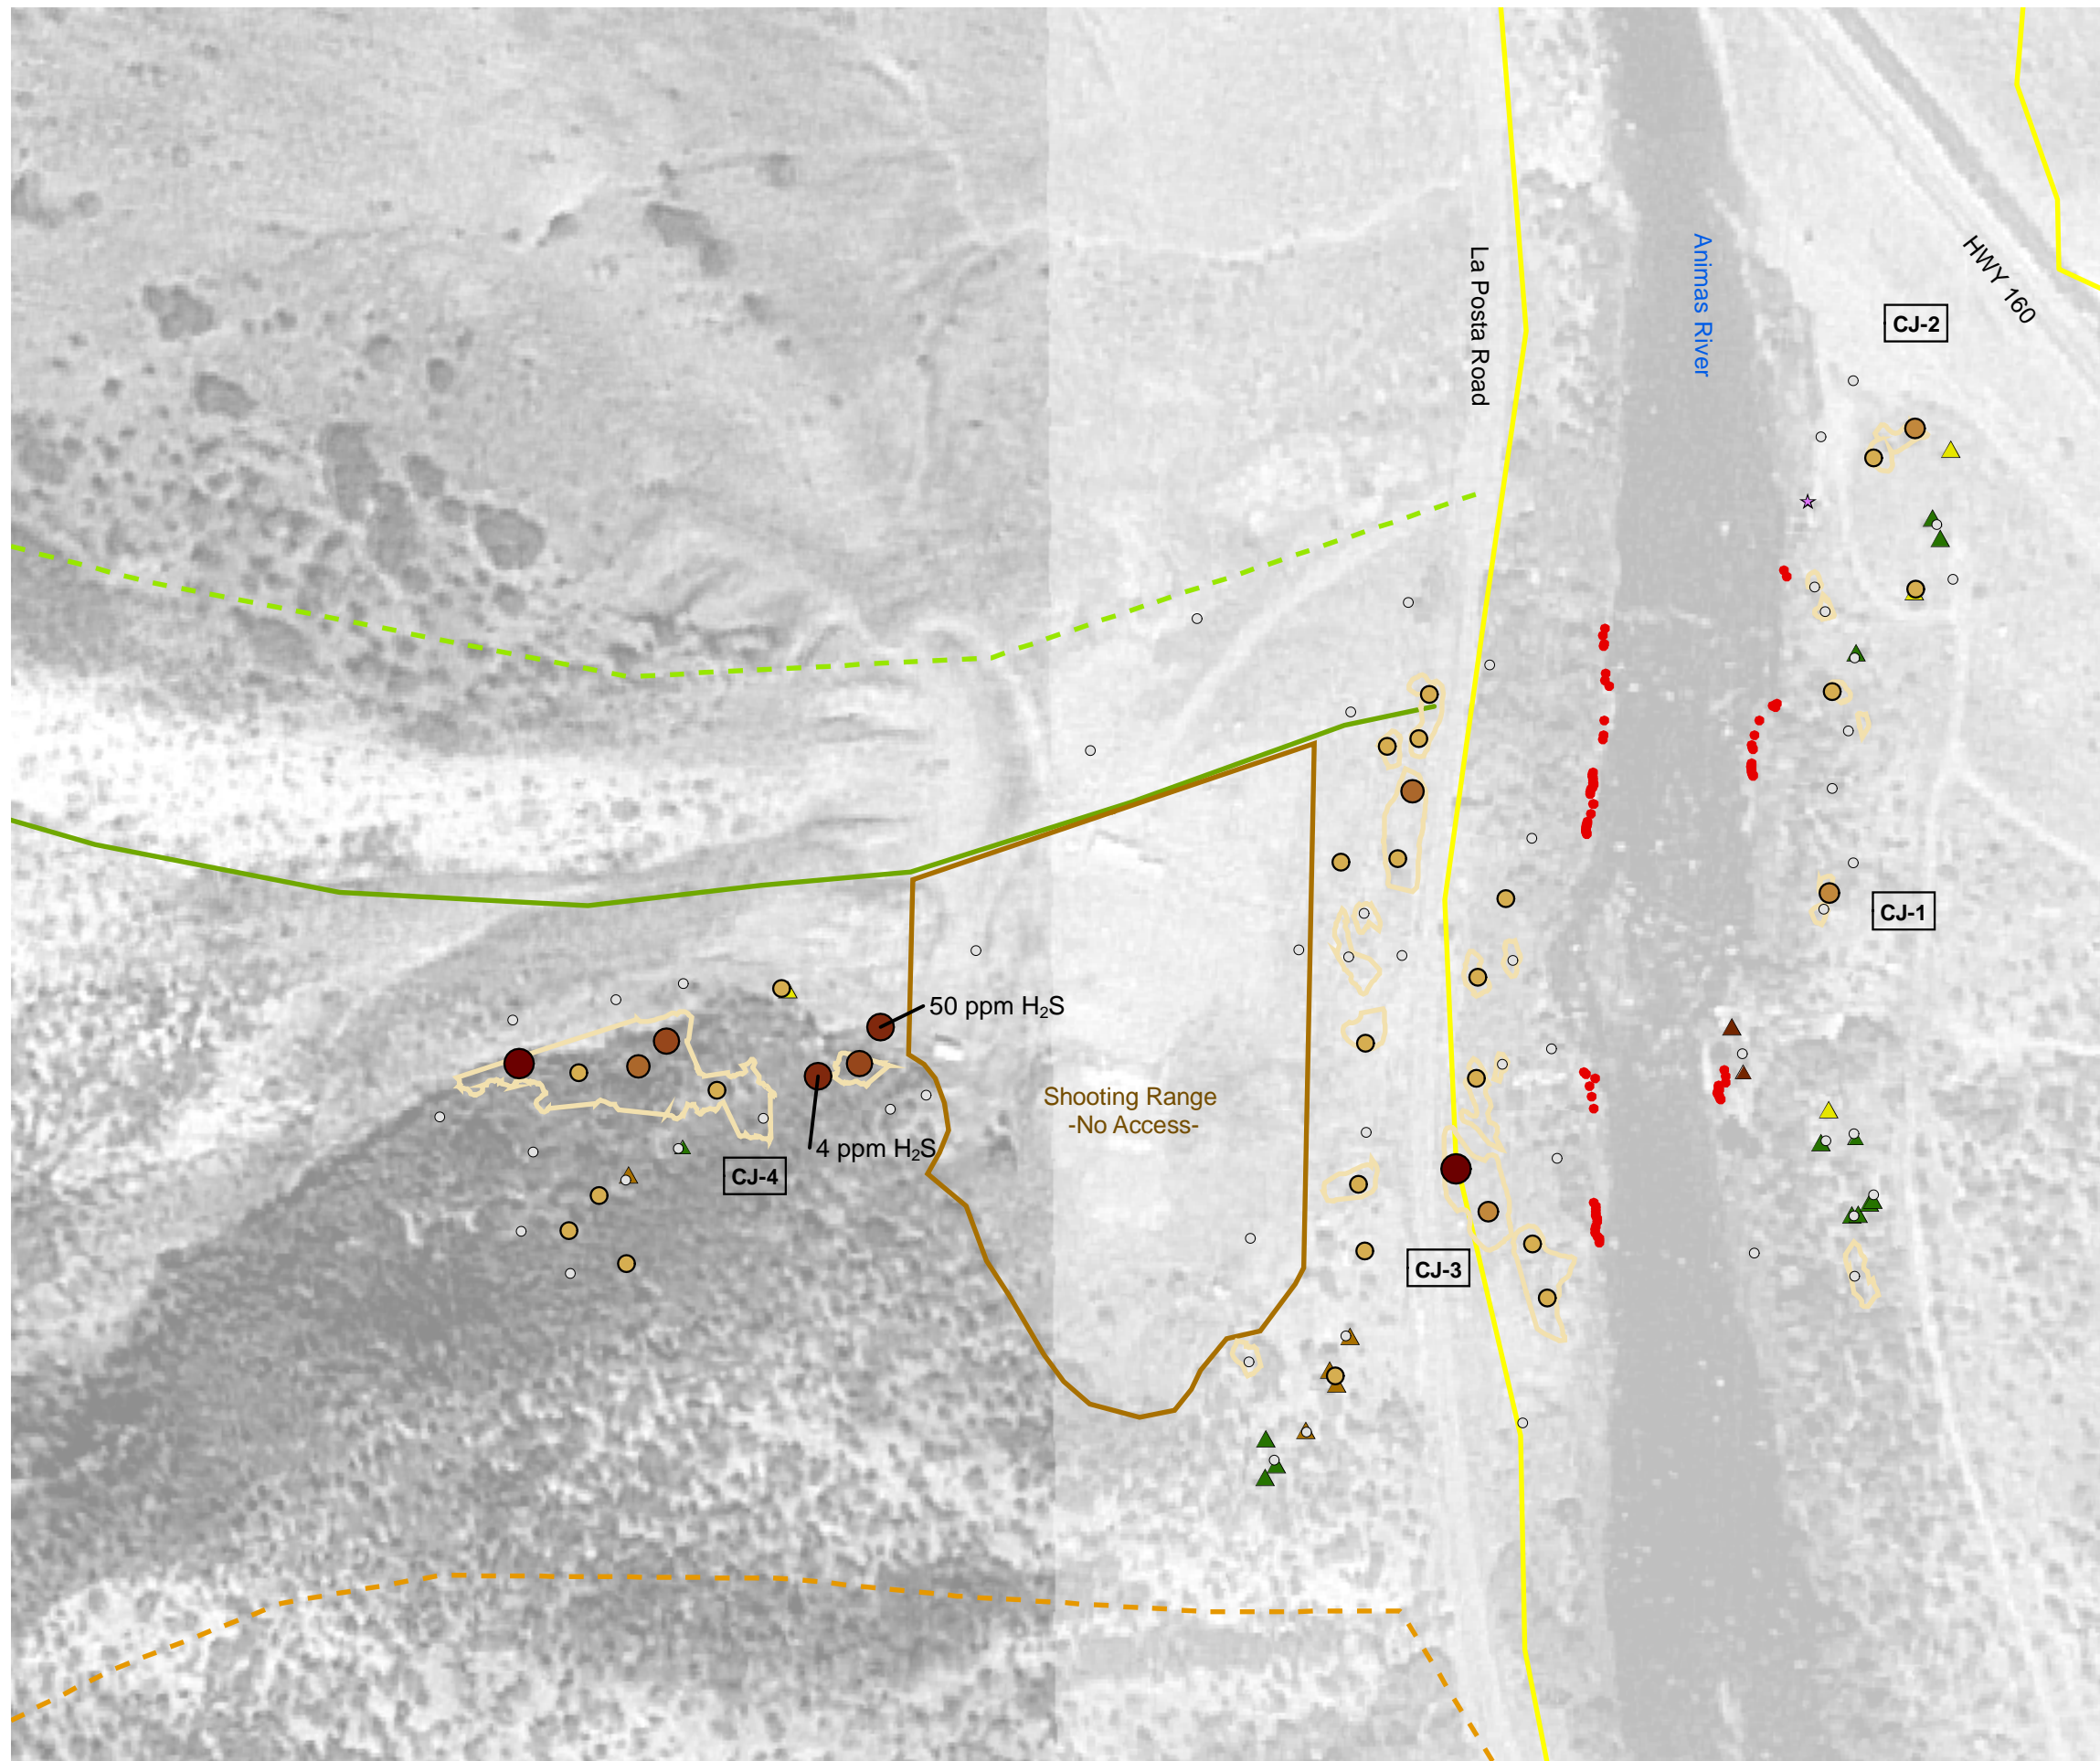 HWY 160
La Posta Road
Animas River
CJ-2
CJ-1
50 ppm H₂S
Shooting Range
-No Access-
4 ppm H₂S
CJ-4
CJ-3